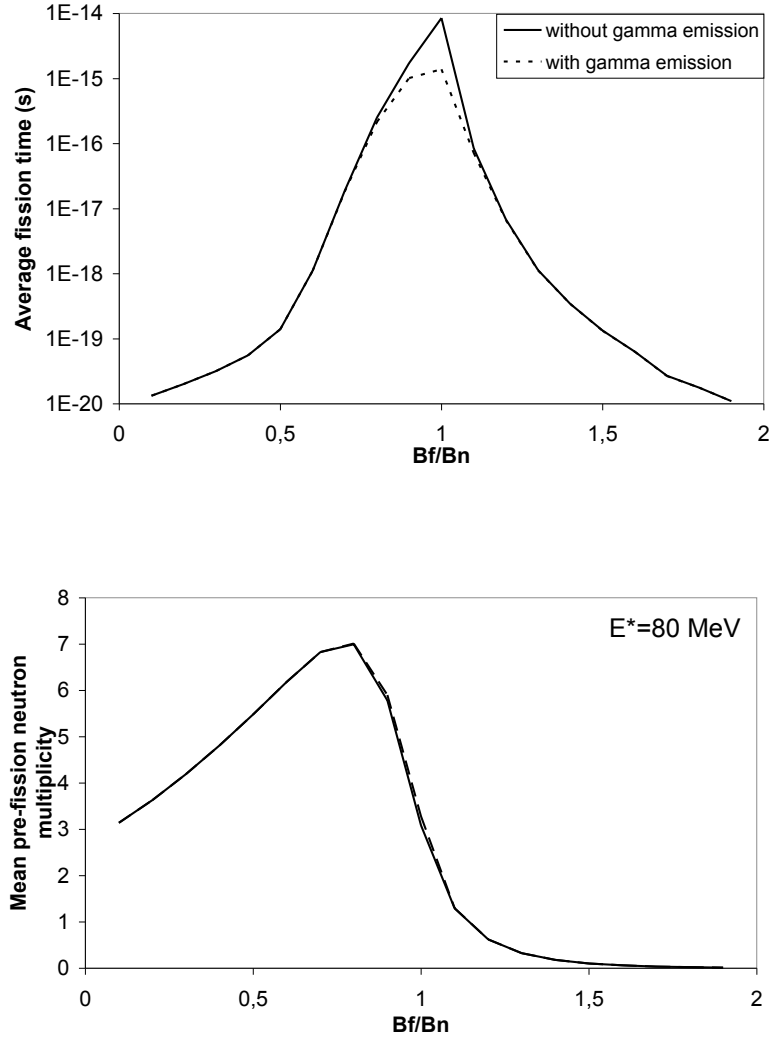 1E-14
1E-15
1E-16
1E-17
1E-18
1E-19
1E-20
Average fission time (s)
without gamma emission
with gamma emission
0
0,5
1
1,5
2
Bf/Bn
8
7
6
5
4
3
2
1
0
Mean pre-fission neutron
multiplicity
E*=80 MeV
0
0,5
1
1,5
2
Bf/Bn